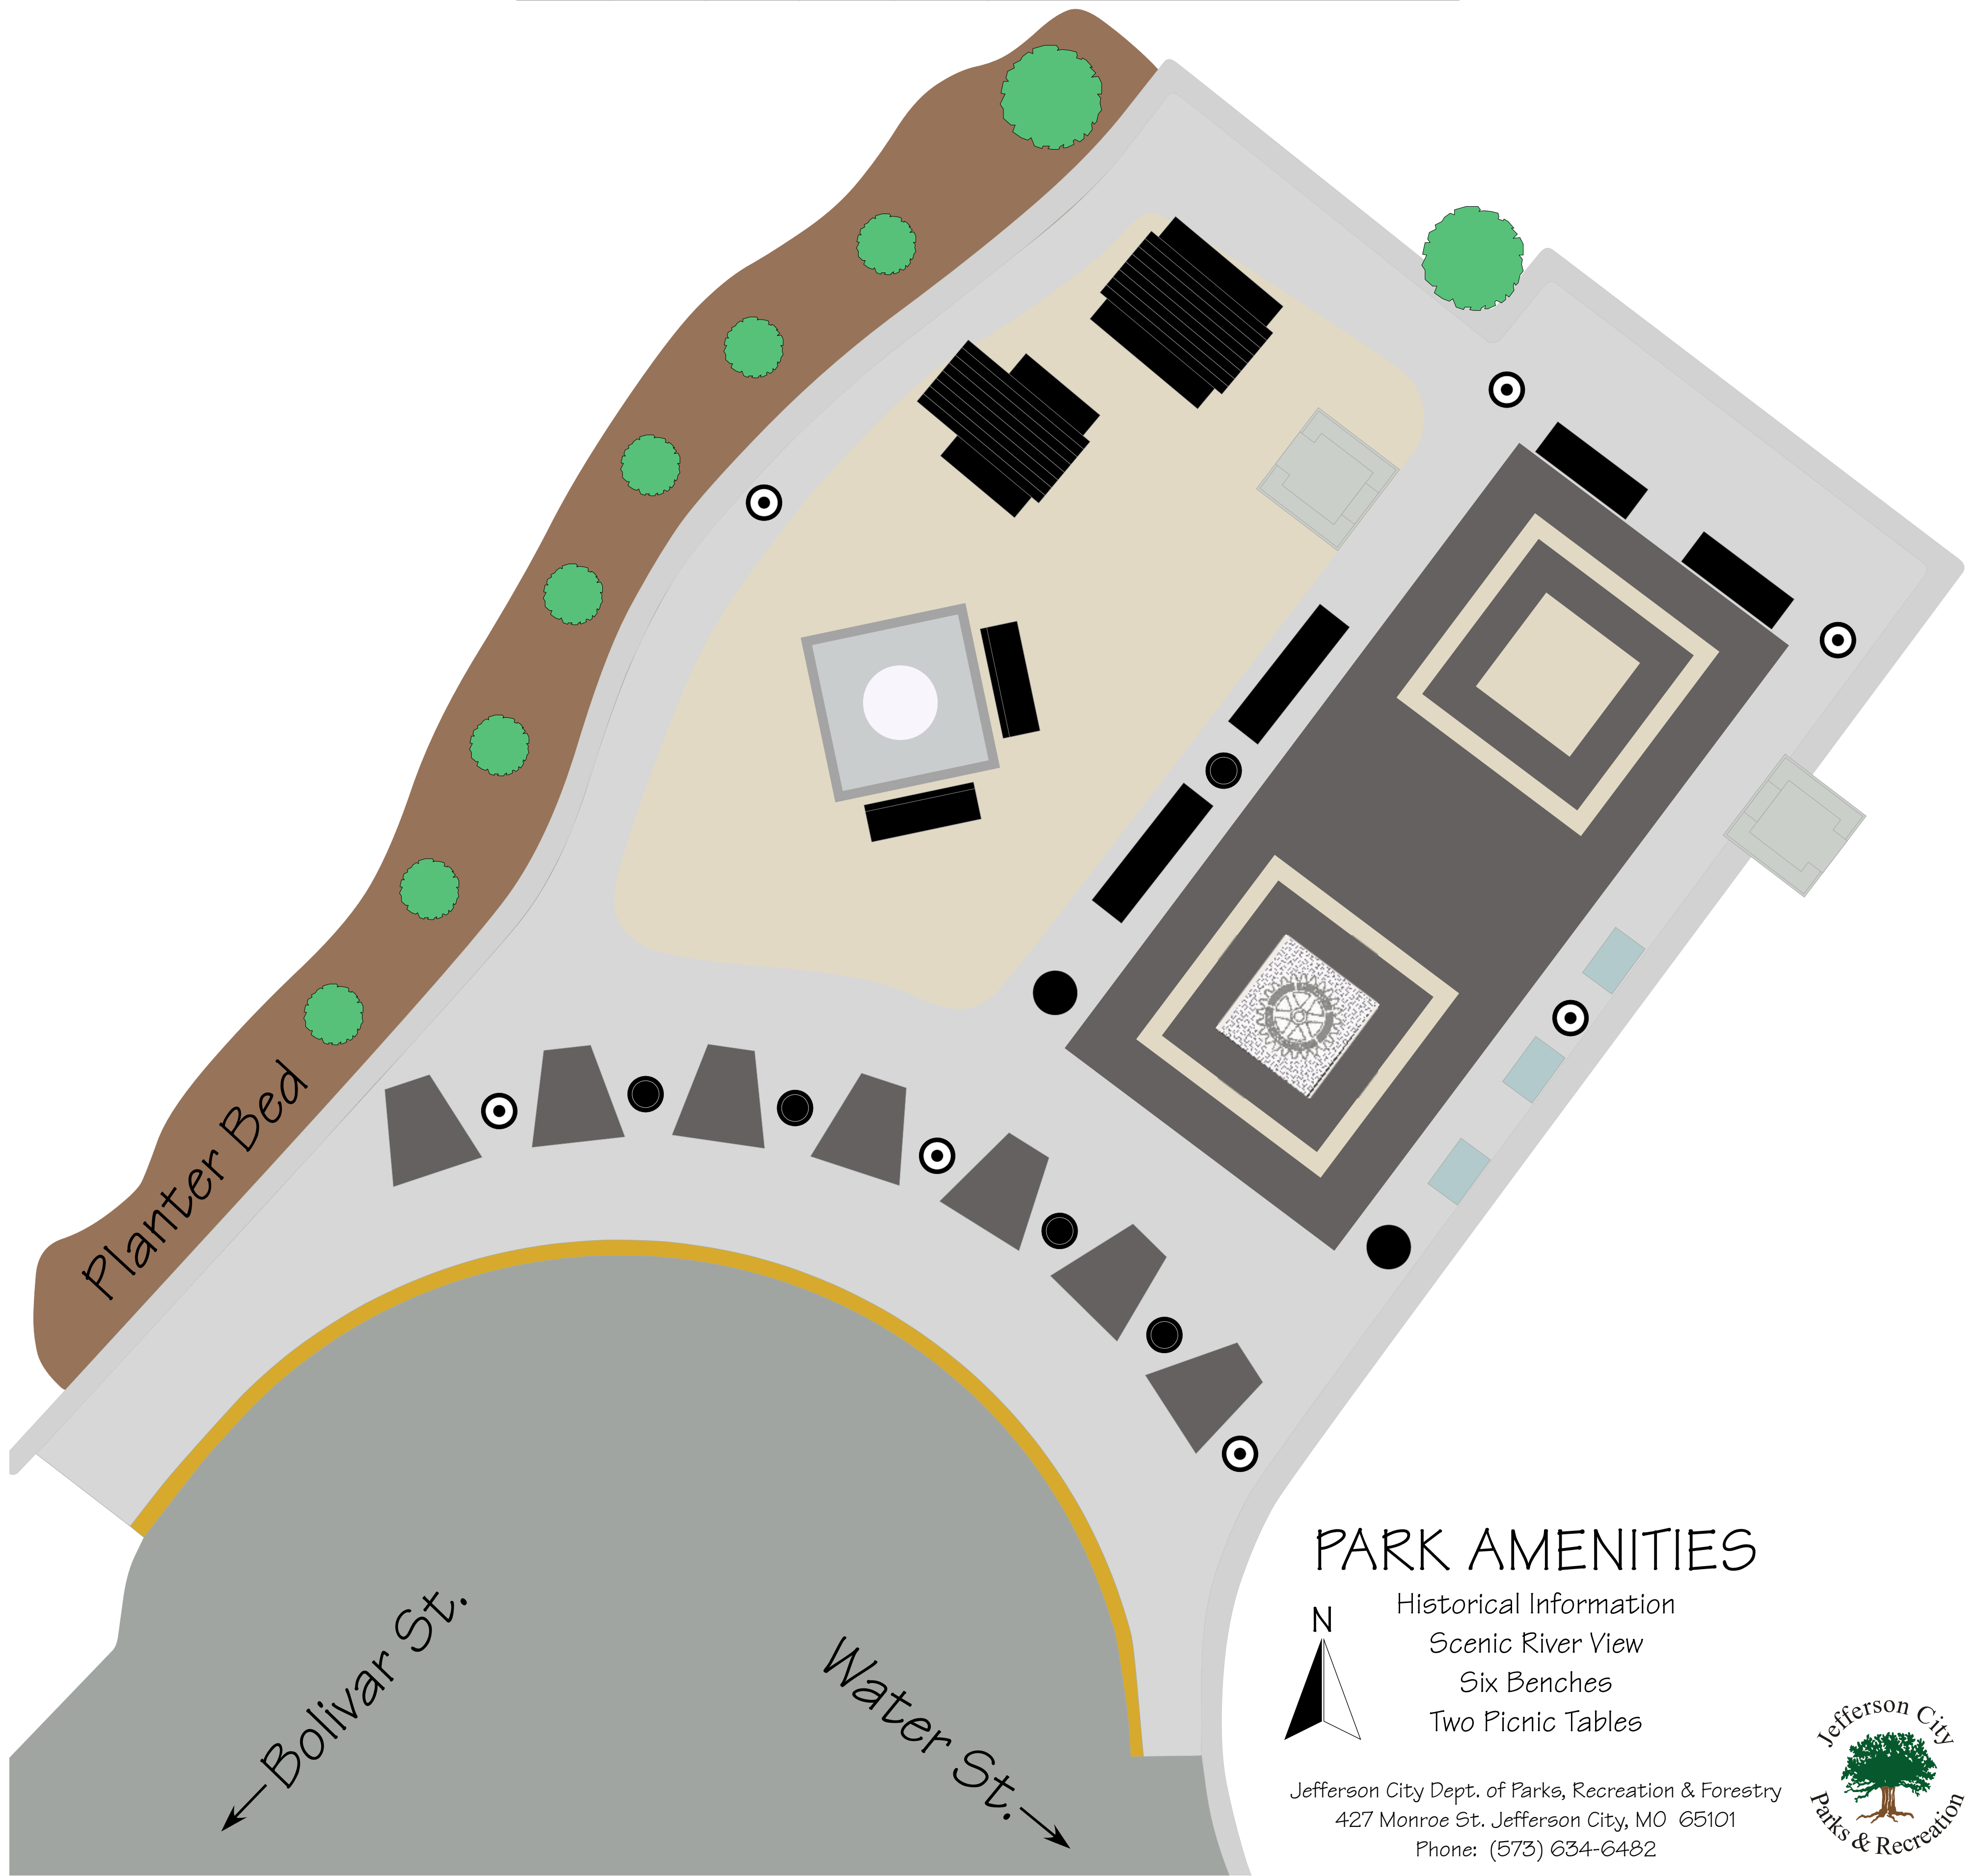 Planter Bed
Bolivar St.
Water St.
PARK AMENITIES
Historical Information
Scenic River View
Six Benches
Two Picnic Tables
N
Jefferson City Dept. of Parks, Recreation & Forestry
427 Monroe St. Jefferson City, MO 65101
Phone: (573) 634-6482
Jefferson City
Parks & Recreation